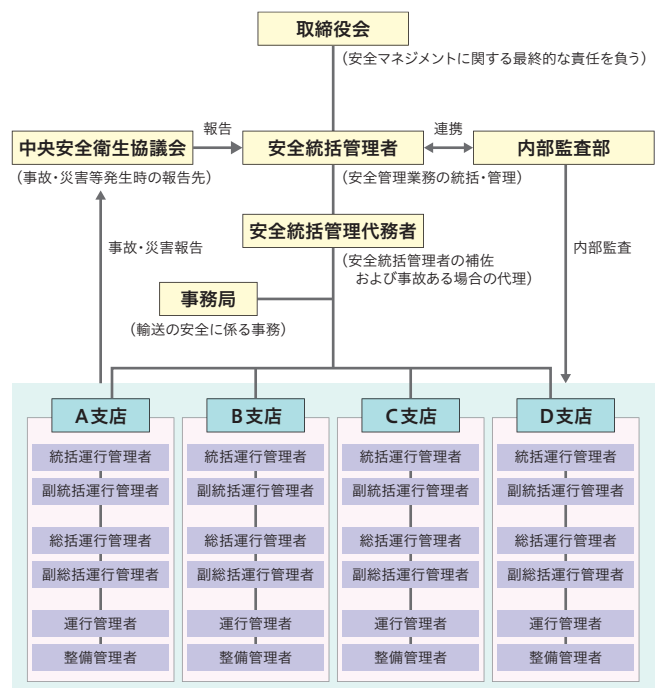 取締役会
（安全マネジメントに関する最終的な責任を負う）
報告
連携
中央安全衛生協議会
安全統括管理者
内部監査部
（事故・災害等発生時の報告先）
（安全管理業務の統括・管理）
安全統括管理代務者
事故・災害報告
内部監査
（安全統括管理者の補佐
および事故ある場合の代理）
事務局
（輸送の安全に係る事務）
A支店
統括運行管理者
副統括運行管理者
総括運行管理者
副総括運行管理者
運行管理者
整備管理者
B支店
統括運行管理者
副統括運行管理者
総括運行管理者
副総括運行管理者
運行管理者
整備管理者
C支店
統括運行管理者
副統括運行管理者
総括運行管理者
副総括運行管理者
運行管理者
整備管理者
D支店
統括運行管理者
副統括運行管理者
総括運行管理者
副総括運行管理者
運行管理者
整備管理者